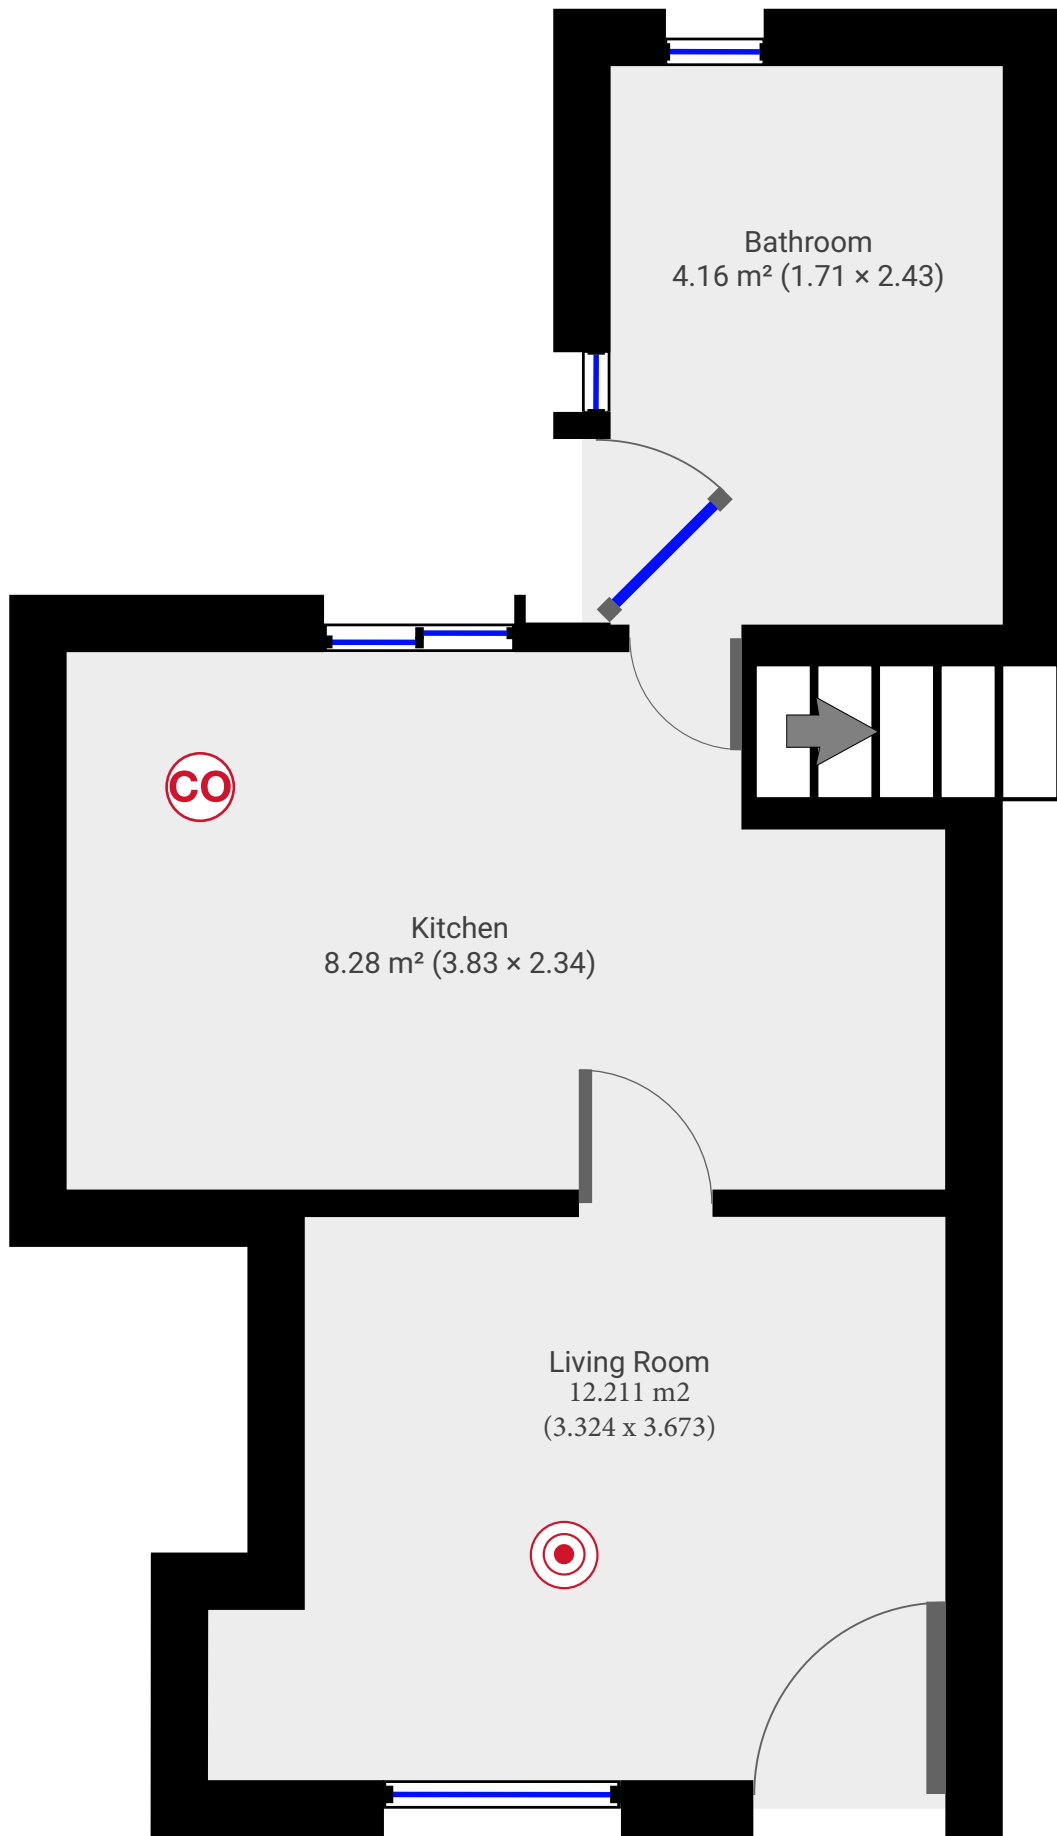 Bathroom
4.16 m² (1.71 × 2.43)
CO
Kitchen
8.28 m² (3.83 × 2.34)
Living Room
12.211 m2
(3.324 x 3.673)